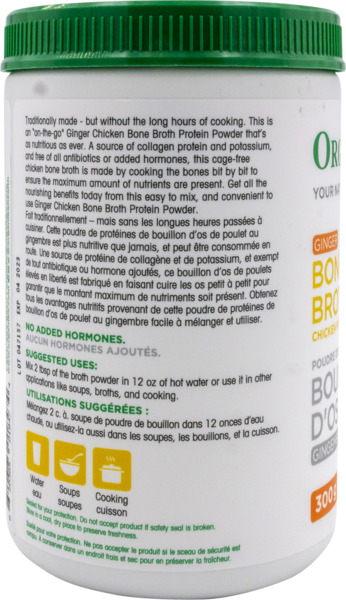 Traditionally made - but without the long hours of cooking. This is
an "on-the-go" Ginger Chicken Bone Broth Protein Powder that's
as nutritious as ever. A source of collagen protein and potassium,
and free of all antibiotics or added hormones, this cage-free
chicken bone broth is made by cooking the bones bit by bit to
ensure the maximum amount of nutrients are present. Get all the
nourishing benefits today from this easy to mix, and convenient to
use Ginger Chicken Bone Broth Protein Powder.
Fait traditionnellement – mais sans les longues heures passées à
cuisiner. Cette poudre de protéines de bouillon d'os de poulet au
gingembre est plus nutritive que jamais, et peut être consommée en
route. Une source de protéine de collagène et de potassium, et exempt
de tout antibiotique ou hormone ajoutés, ce bouillon d'os de poulets
élevés en liberté est fabriqué en faisant cuire les os petit à petit pour
garantir que le montant maximum de nutriments soit présent. Obtenez
tous les avantages nutritifs provenant de cette poudre de protéines de
bouillon d'os de poulet au gingembre facile à mélanger et utiliser.
NO ADDED HORMONES.
AUCUN HORMONES AJOUTÉS.
SUGGESTED USES:
Mix 2 tbsp of the broth powder in 12 oz of hot water or use it in other
applications like soups, broths, and cooking.
UTILISATIONS SUGGÉRÉES :
Mélangez 2 c. à. soupe de poudre de bouillon dans 12 onces d'eau
chaude, ou utilisez-la aussi dans les soupes, les bouillons, et la cuisson.
Water
eau
Soups
soupes
Cooking
cuisson
Sealed for your protection. Do not accept product if safety seal is broken.
Store in a cool, dry place to preserve freshness.
Scellé pour votre protection. Ne pas accepter le produit si le sceau de sécurité est
rompu. À conserver dans un endroit frais et sec pour en préserver la fraîcheur.
LOT 047137 EXP 04 2023
ORG
YOUR NA
GINGER
BON
BRO
CHICKEN
POUDRE
BOU
D'OS
GINGEM
300g